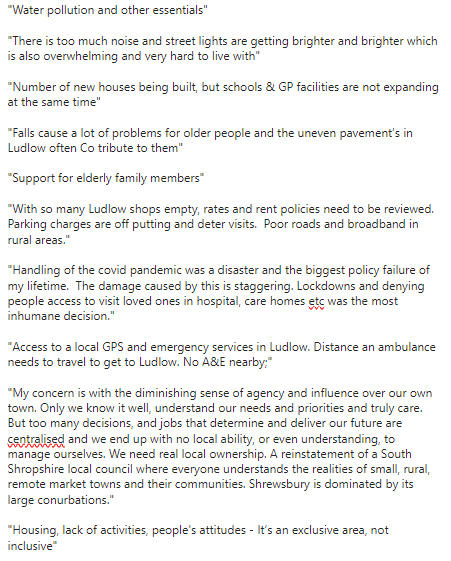 "Water pollution and other essentials"
"There is too much noise and street lights are getting brighter and brighter which
is also overwhelming and very hard to live with"
"Number of new houses being built, but schools & GP facilities are not expanding
at the same time"
"Falls cause a lot of problems for older people and the uneven pavement's in
Ludlow often Co tribute to them"
"Support for elderly family members"
"With so many Ludlow shops empty, rates and rent policies need to be reviewed.
Parking charges are off putting and deter visits.  Poor roads and broadband in
rural areas."
"Handling of the covid pandemic was a disaster and the biggest policy failure of
my lifetime.  The damage caused by this is staggering. Lockdowns and denying
people access to visit loved ones in hospital, care homes etc was the most
inhumane decision."
"Access to a local GPS and emergency services in Ludlow. Distance an ambulance
needs to travel to get to Ludlow. No A&E nearby;"
"My concern is with the diminishing sense of agency and influence over our own
town. Only we know it well, understand our needs and priorities and truly care.
But too many decisions, and jobs that determine and deliver our future are
centralised and we end up with no local ability, or even understanding, to
manage ourselves. We need real local ownership. A reinstatement of a South
Shropshire local council where everyone understands the realities of small, rural,
remote market towns and their communities. Shrewsbury is dominated by its
large conurbations."
"Housing, lack of activities, people's attitudes - It's an exclusive area, not
inclusive"